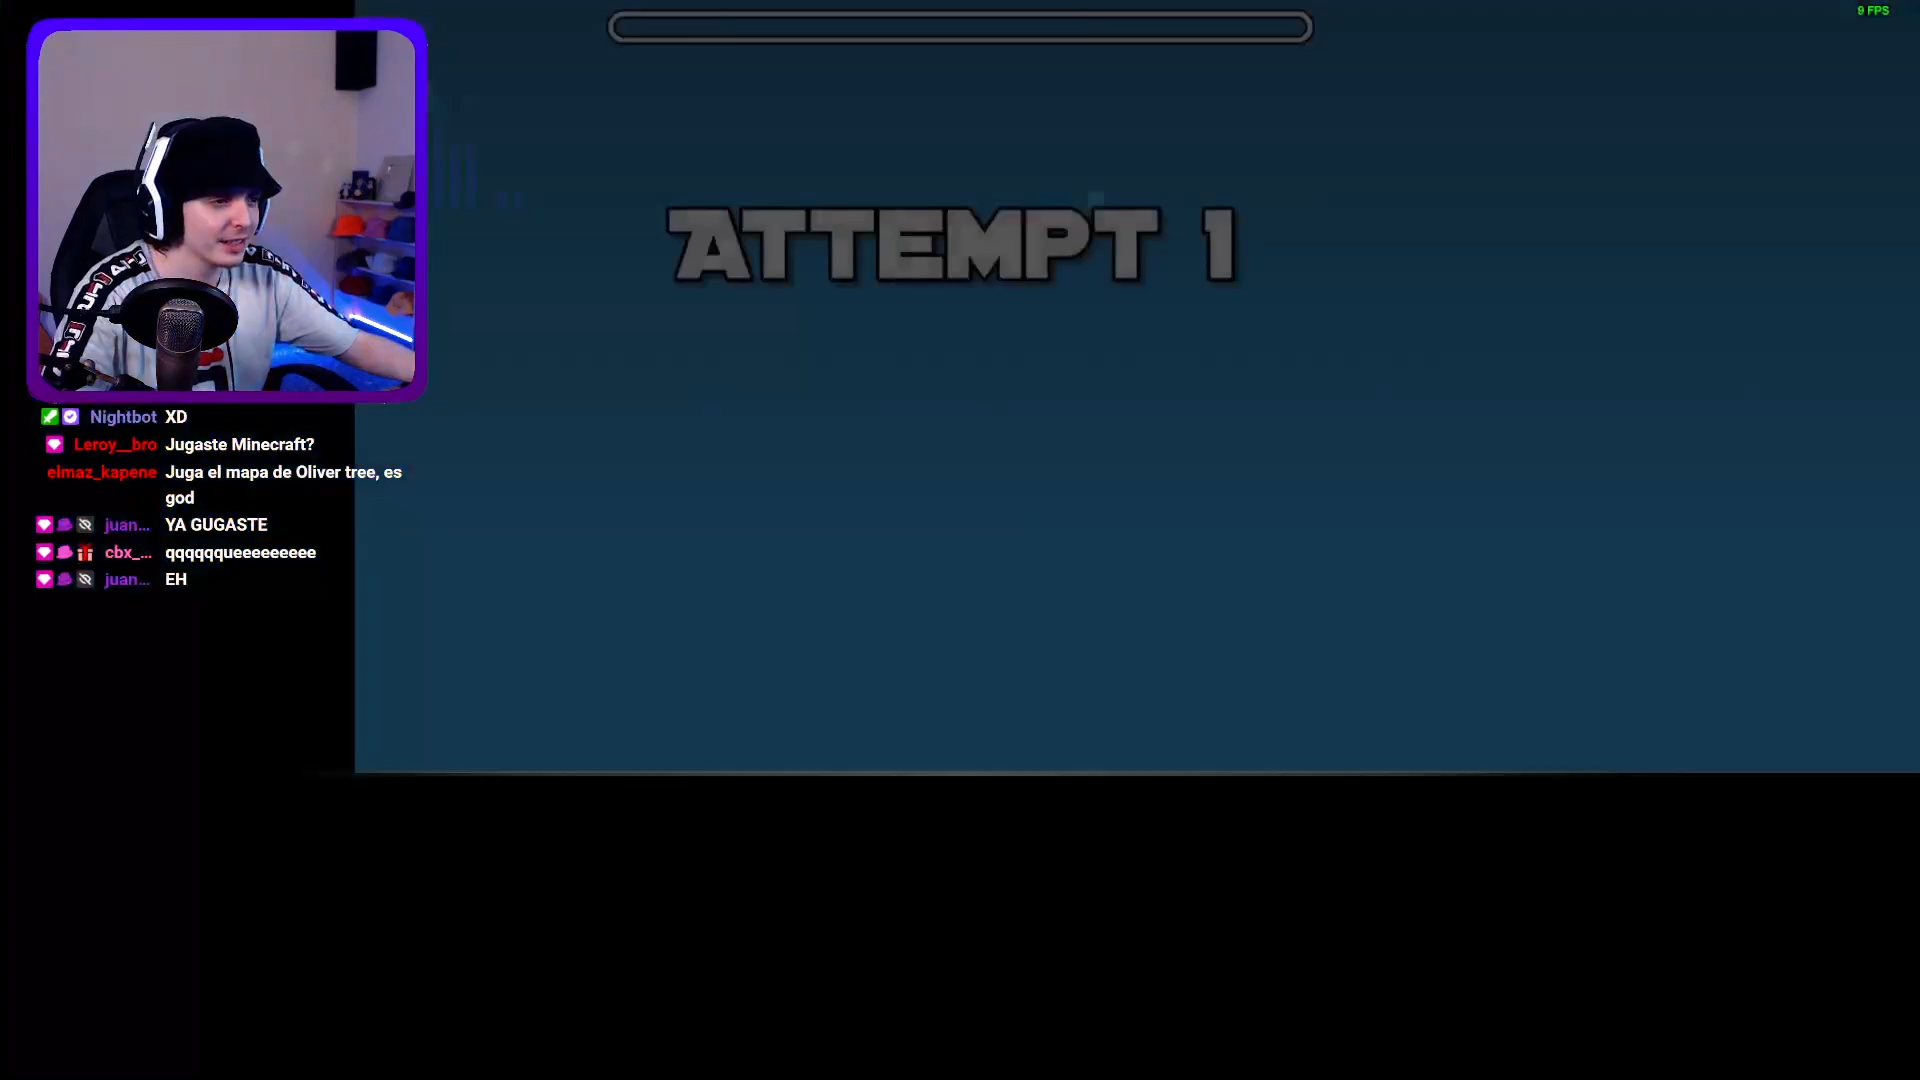 9 FPS
ATTEMPT 1
Nightbot XD
Leroy__bro Jugaste Minecraft?
elmaz_kapene Juga el mapa de Oliver tree, es
god
juan... YA GUGASTE
cbx_... qqqqqqueeeeeeeee
juan... EH